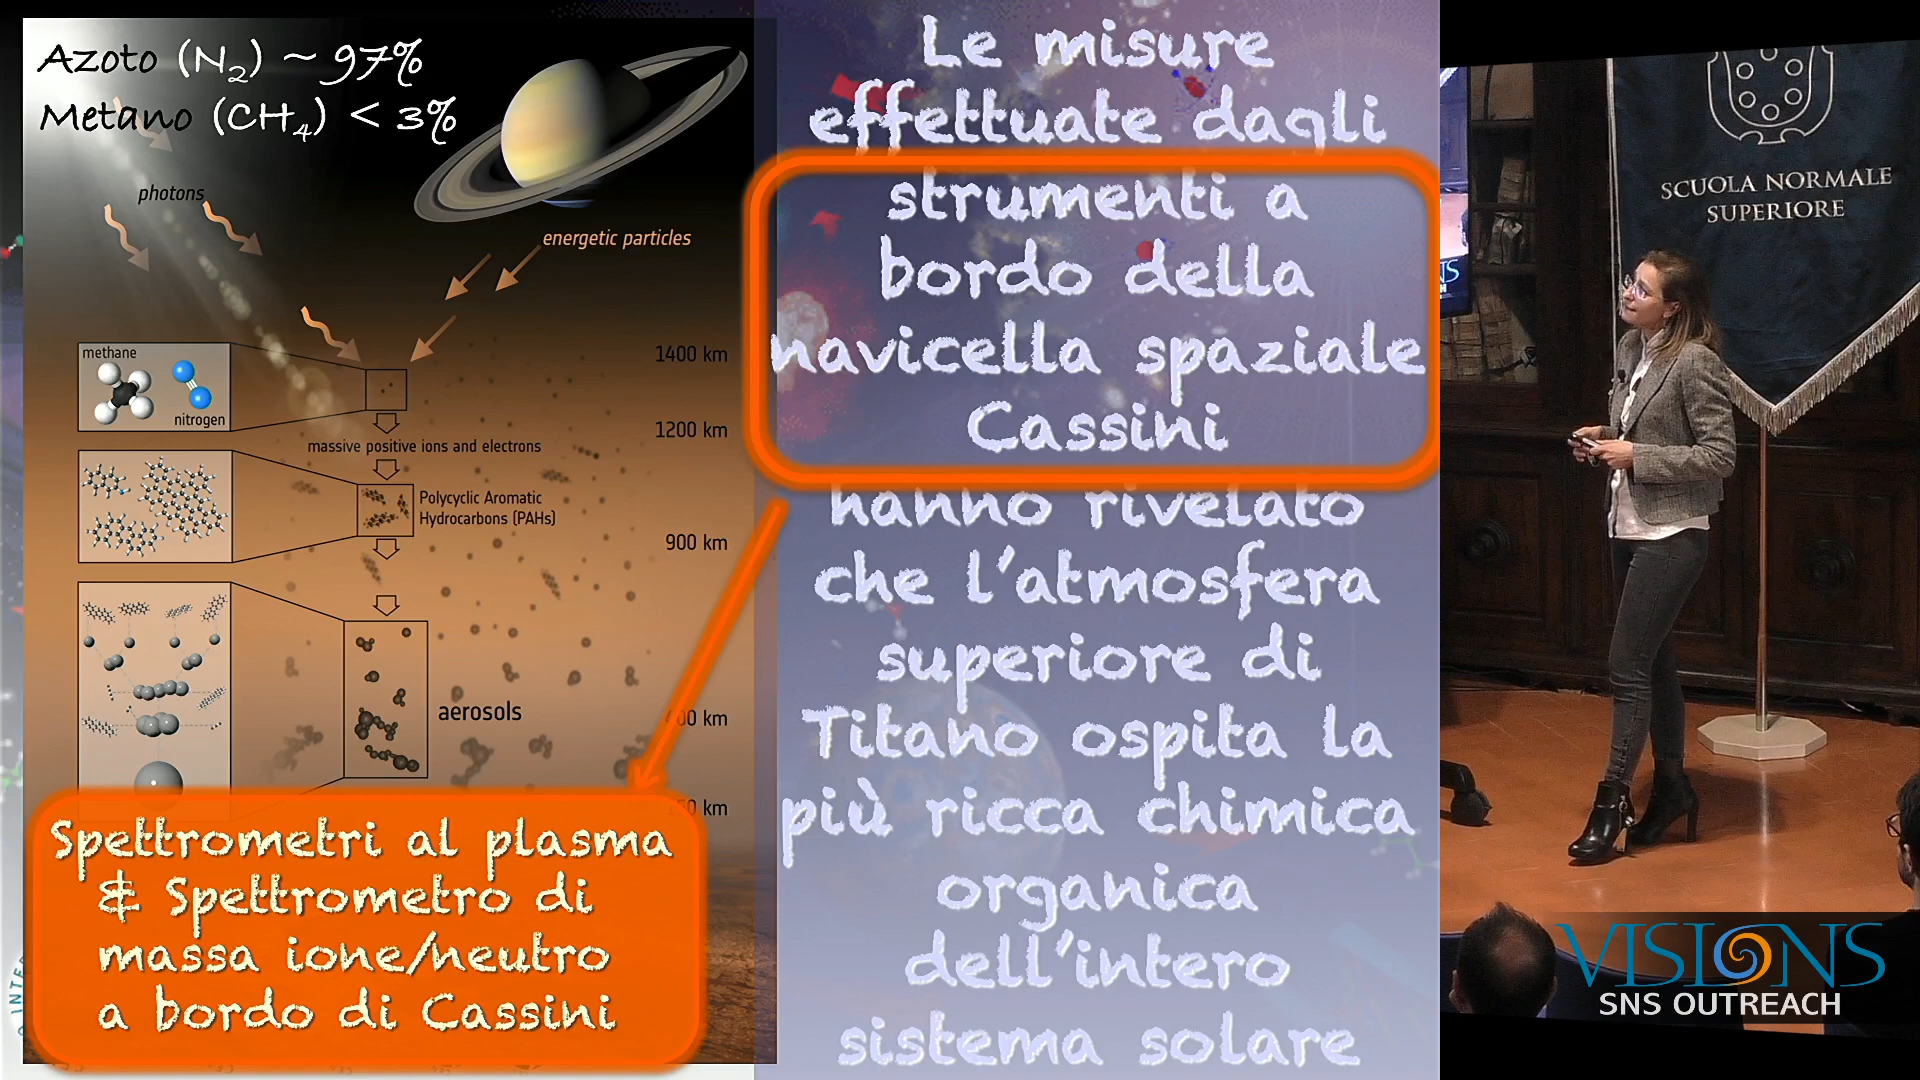 Azoto (N2) ~ 97%
Metano (CH4) < 3%
photons
energetic particles
methane
nitrogen
1400 km
1200 km
massive positive ions and electrons
Polycyclic Aromatic
Hydrocarbons (PAHs)
900 km
aerosols
km
km
Spettrometri al plasma
& Spettrometro di
massa ione/neutro
a bordo di Cassini
Le misure
effettuate dagli
strumenti a
bordo della
navicella spaziale
Cassini
hanno rivelato
che l'atmosfera
superiore di
Titano ospita la
più ricca chimica
organica
dell'intero
sistema solare
SCUOLA NORMALE
SUPERIORE
VISIONS
SNS OUTREACH